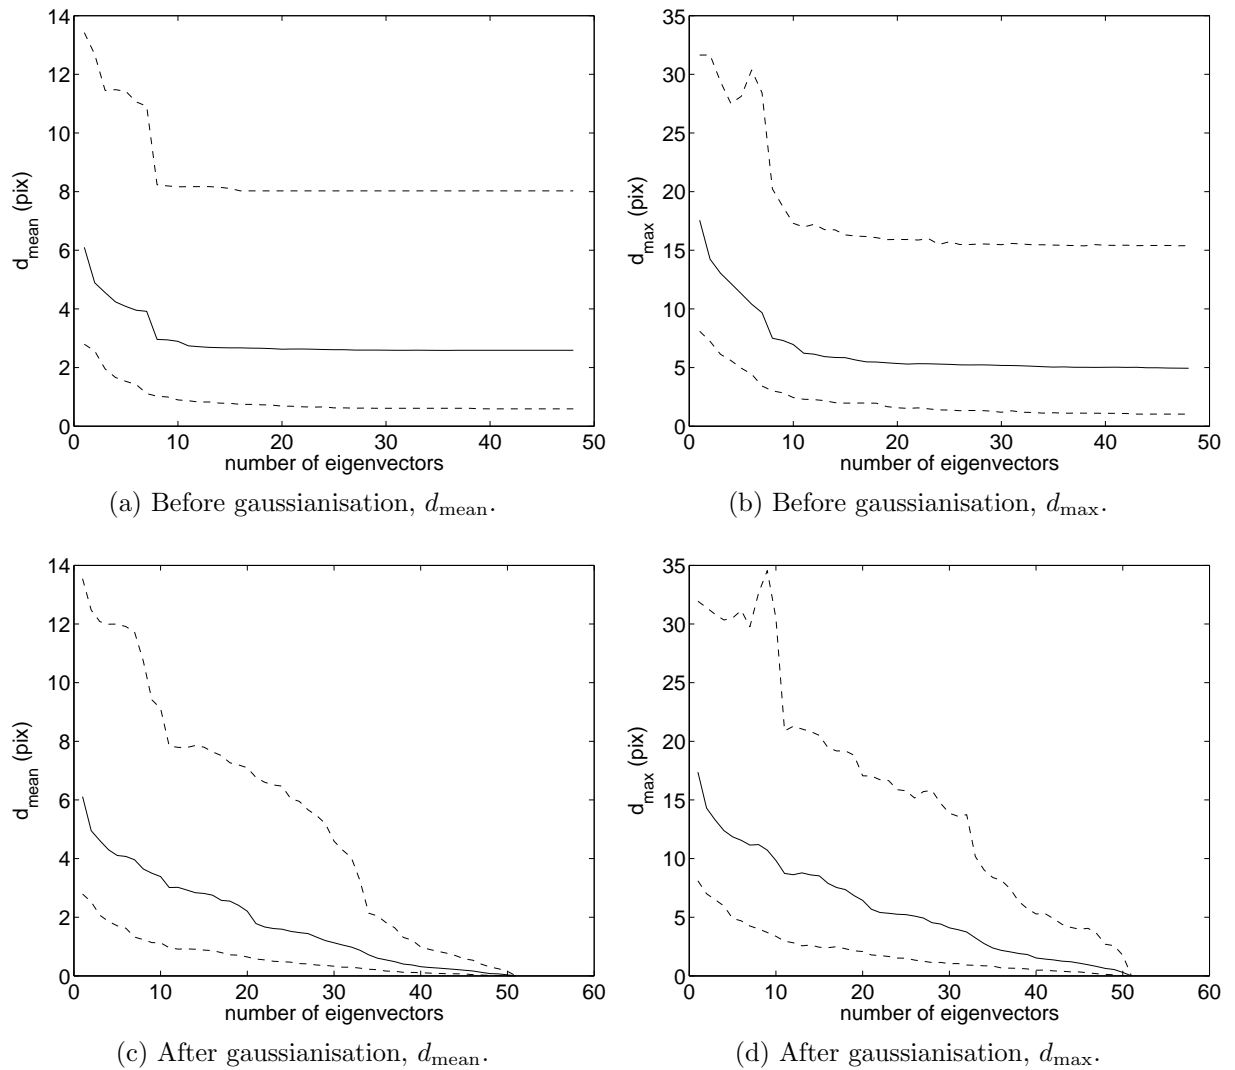 14
12
10
8
6
4
2
0
d_mean (pix)
0 10 20 30 40 50
number of eigenvectors
(a) Before gaussianisation, d_mean.
35
30
25
20
15
10
5
0
d_max (pix)
0 10 20 30 40 50
number of eigenvectors
(b) Before gaussianisation, d_max.
14
12
10
8
6
4
2
0
d_mean (pix)
0 10 20 30 40 50 60
number of eigenvectors
(c) After gaussianisation, d_mean.
35
30
25
20
15
10
5
0
d_max (pix)
0 10 20 30 40 50 60
number of eigenvectors
(d) After gaussianisation, d_max.